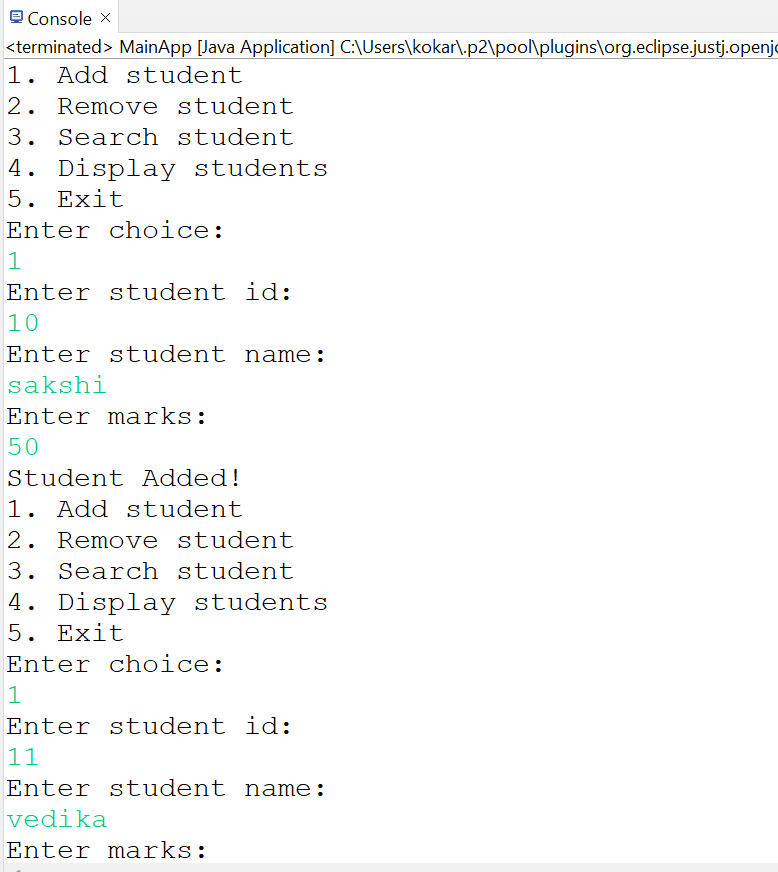 Console
<terminated> MainApp [Java Application] C:\Users\kokar\.p2\pool\plugins\org.eclipse.justj.openjc
1. Add student
2. Remove student
3. Search student
4. Display students
5. Exit
Enter choice:
1
Enter student id:
10
Enter student name:
sakshi
Enter marks:
50
Student Added!
1. Add student
2. Remove student
3. Search student
4. Display students
5. Exit
Enter choice:
1
Enter student id:
11
Enter student name:
vedika
Enter marks: